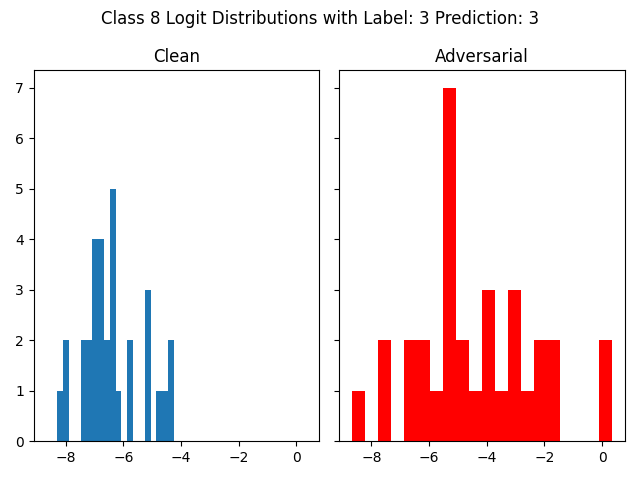 Class 8 Logit Distributions with Label: 3 Prediction: 3
Clean
Adversarial
7
6
5
4
3
2
1
0
−8 −6 −4 −2 0
−8 −6 −4 −2 0